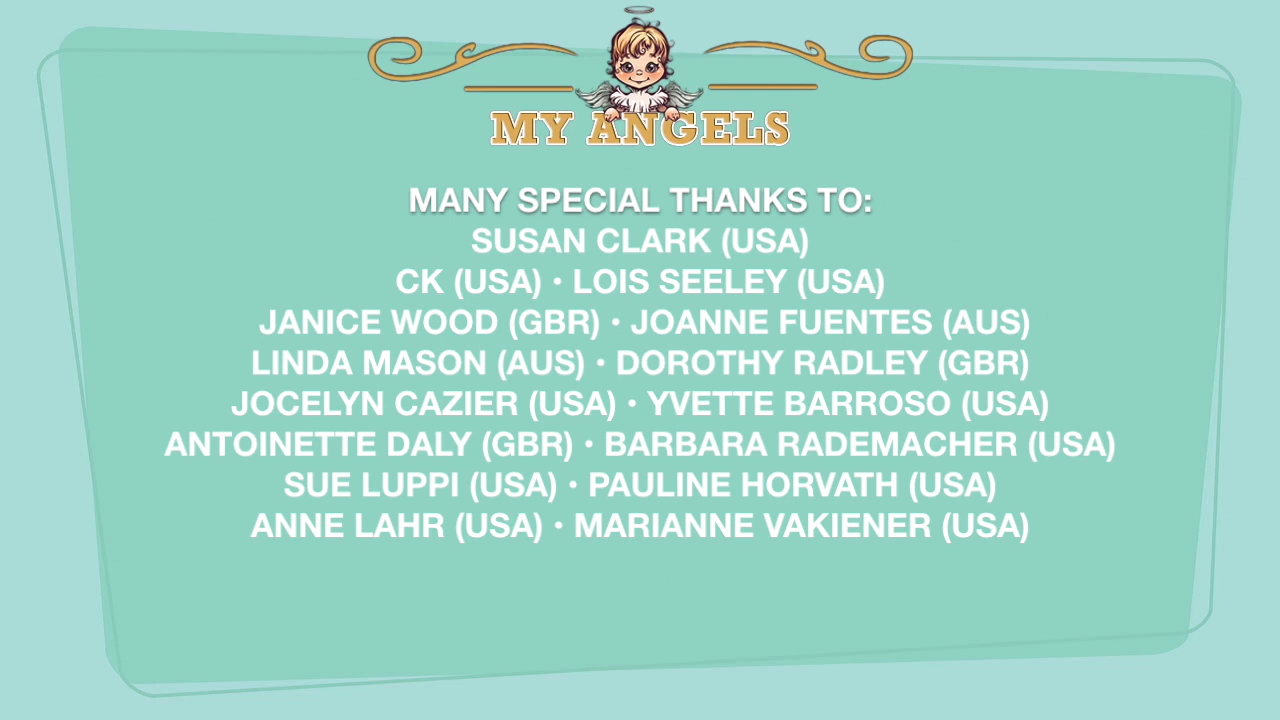 MY ANGELS
MANY SPECIAL THANKS TO:
SUSAN CLARK (USA)
CK (USA) • LOIS SEELEY (USA)
JANICE WOOD (GBR) • JOANNE FUENTES (AUS)
LINDA MASON (AUS) • DOROTHY RADLEY (GBR)
JOCELYN CAZIER (USA) • YVETTE BARROSO (USA)
ANTOINETTE DALY (GBR) • BARBARA RADEMACHER (USA)
SUE LUPPI (USA) • PAULINE HORVATH (USA)
ANNE LAHR (USA) • MARIANNE VAKIENER (USA)